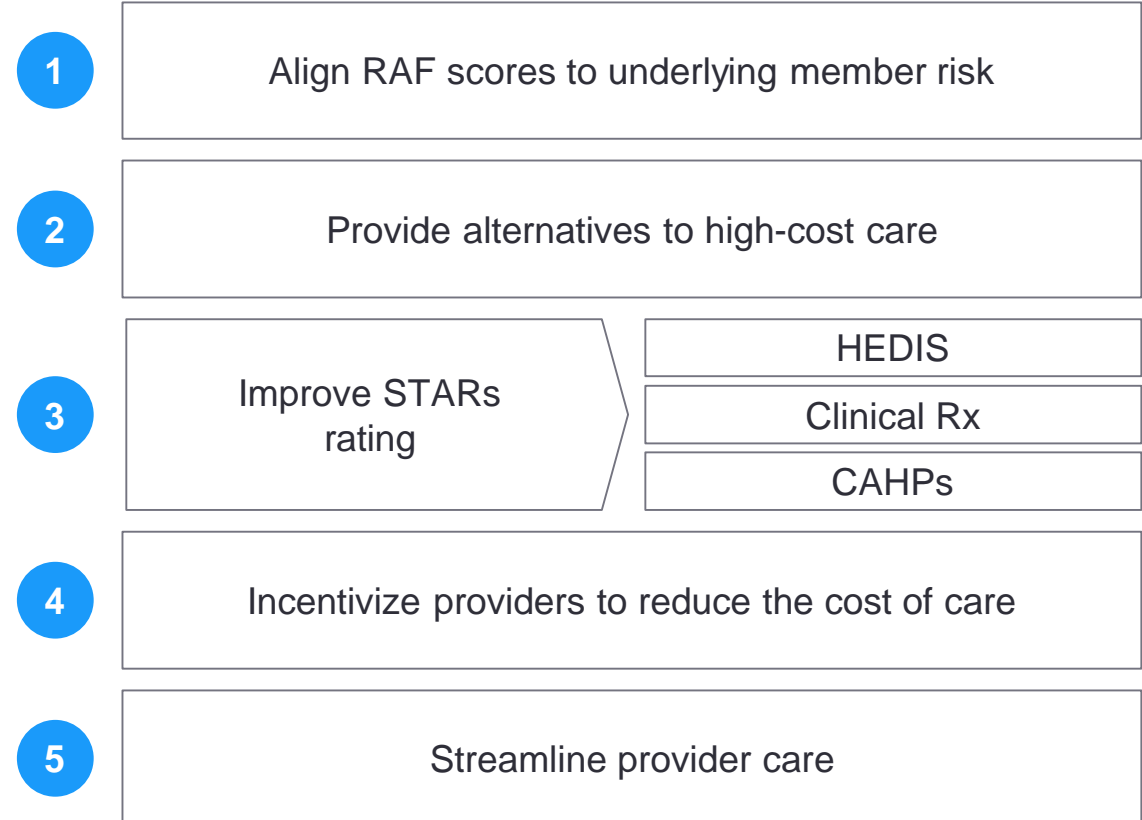 1
Align RAF scores to underlying member risk
2
Provide alternatives to high-cost care
3
Improve STARs
rating
HEDIS
Clinical Rx
CAHPs
4
Incentivize providers to reduce the cost of care
5
Streamline provider care